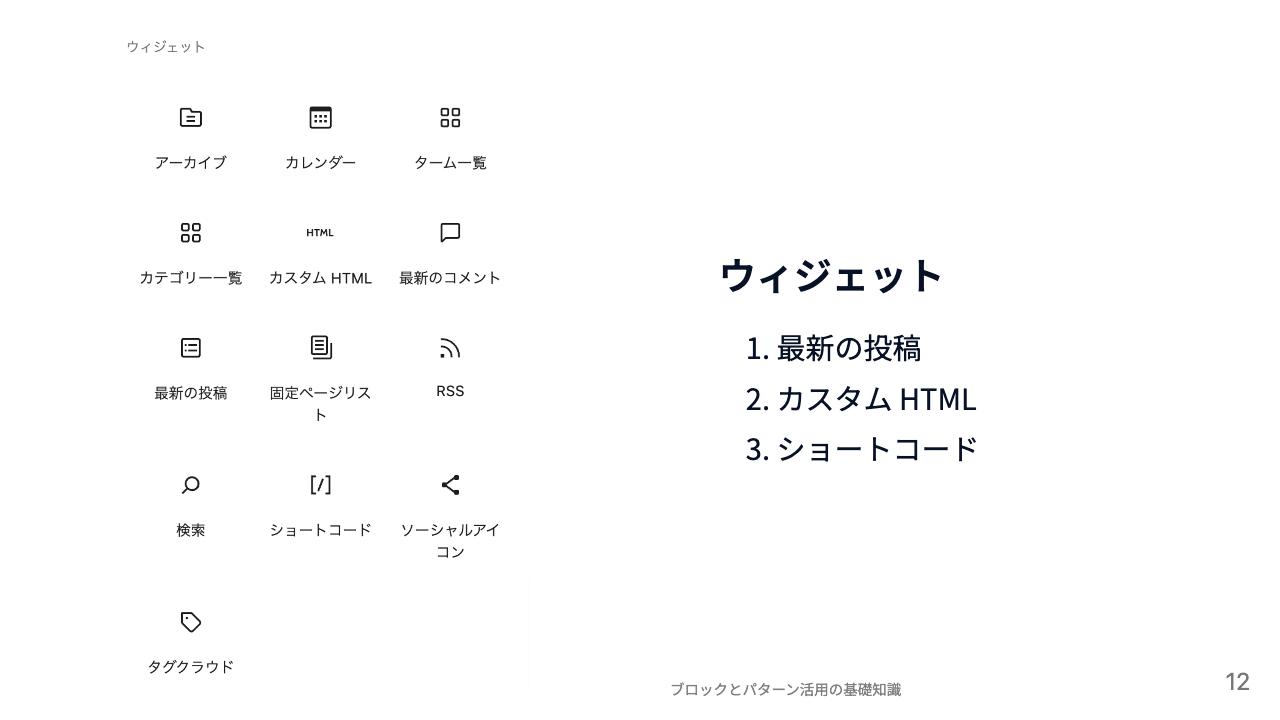 ウィジェット
アーカイブ
カレンダー
ターム一覧
カテゴリー一覧
HTML
カスタム HTML
最新のコメント
最新の投稿
固定ページリス
ト
RSS
検索
ショートコード
ソーシャルアイ
コン
タグクラウド
ウィジェット
1. 最新の投稿
2. カスタム HTML
3. ショートコード
ブロックとパターン活用の基礎知識
12